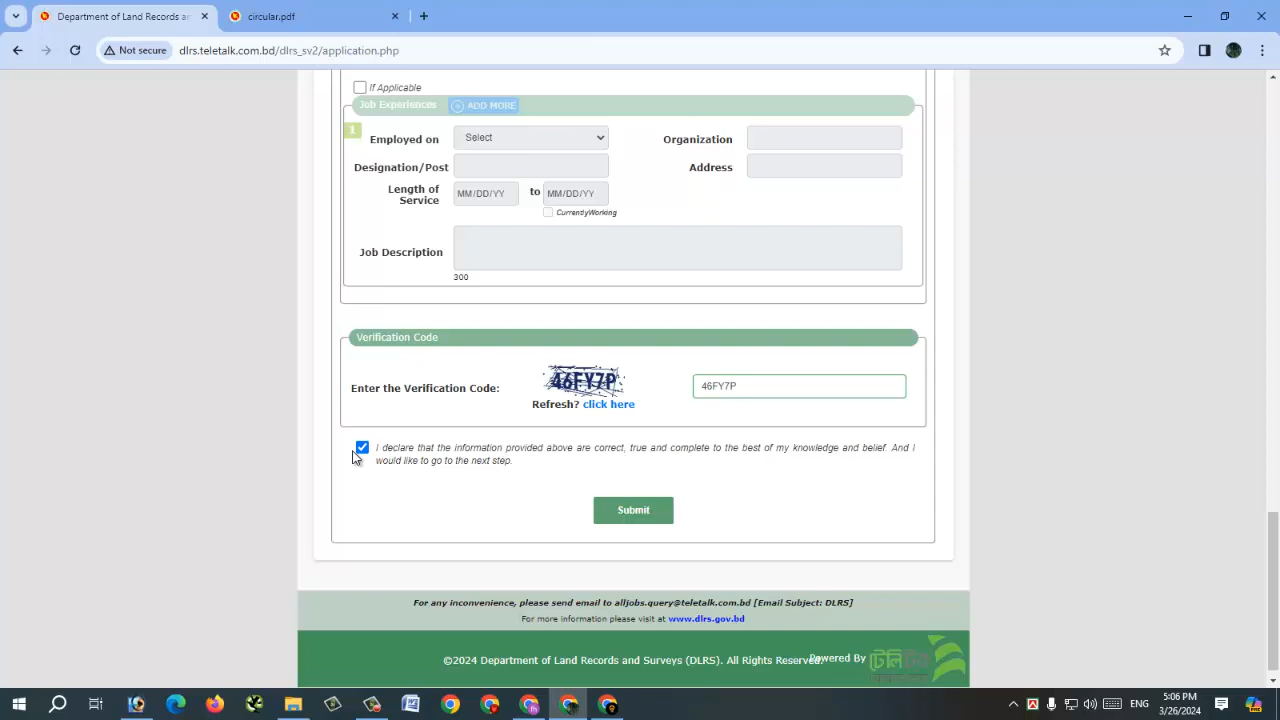 Department of Land Records an
circular.pdf
Not secure
dlrs.teletalk.com.bd/dlrs_sv2/application.php
If Applicable
Job Experiences ADD MORE
1
Employed on Select Organization
Designation/Post Address
Length of Service MM/DD/YY to MM/DD/YY
CurrentlyWorking
Job Description
300
Verification Code
Enter the Verification Code: 46FY7P 46FY7P
Refresh? click here
I declare that the information provided above are correct, true and complete to the best of my knowledge and belief. And I
would like to go to the next step.
Submit
For any inconvenience, please send email to alljobs.query@teletalk.com.bd [Email Subject: DLRS]
For more information please visit at www.dlrs.gov.bd
©2024 Department of Land Records and Surveys (DLRS). All Rights Reserved.
Powered By টেলিটক
ENG
5:06 PM
3/26/2024